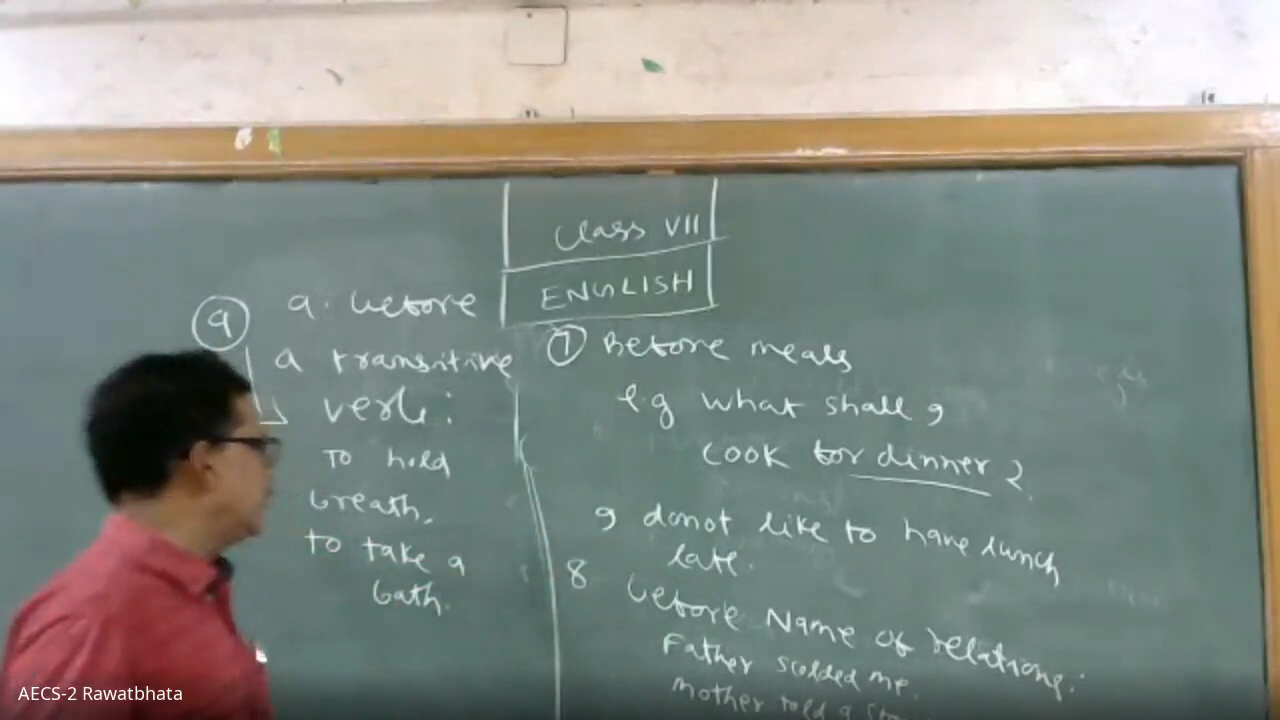 Class VII
ENGLISH
9 9. before
a transitive
verb:
To hold
breath,
to take a
bath.
7 Before meals
e.g what shall I
cook for dinner?
I donot like to have lunch
late.
8 before Name of relations:
Father scolded me.
Mother told a
AECS-2 Rawatbhata